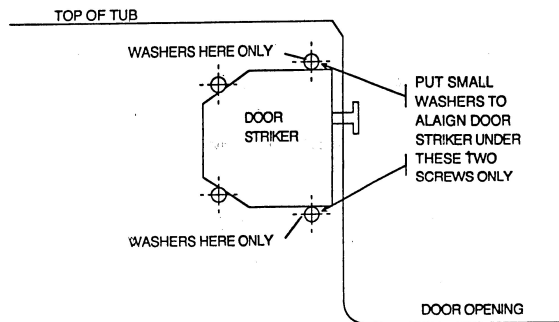 TOP OF TUB
WASHERS HERE ONLY
PUT SMALL
WASHERS TO
ALAIGN DOOR
STRIKER UNDER
THESE TWO
SCREWS ONLY
DOOR
STRIKER
WASHERS HERE ONLY
DOOR OPENING